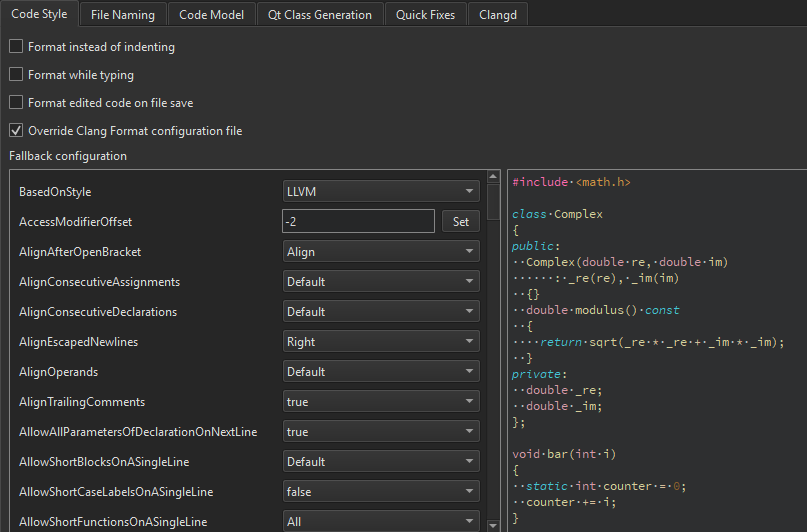 Code Style File Naming Code Model Qt Class Generation Quick Fixes Clangd
Format instead of indenting
Format while typing
Format edited code on file save
Override Clang Format configuration file
Fallback configuration
BasedOnStyle LLVM
AccessModifierOffset -2 Set
AlignAfterOpenBracket Align
AlignConsecutiveAssignments Default
AlignConsecutiveDeclarations Default
AlignEscapedNewlines Right
AlignOperands Default
AlignTrailingComments true
AllowAllParametersOfDeclarationOnNextLine true
AllowShortBlocksOnASingleLine Default
AllowShortCaseLabelsOnASingleLine false
AllowShortFunctionsOnASingleLine All
#include·<math.h>
class·Complex
{
public:
··Complex(double·re,·double·im)
······:·_re(re),·_im(im)
··{}
··double·modulus()·const
··{
····return·sqrt(_re·*·_re·+·_im·*·_im);
··}
private:
··double·_re;
··double·_im;
};
void·bar(int·i)
{
··static·int·counter·=·0;
··counter·+=·i;
}